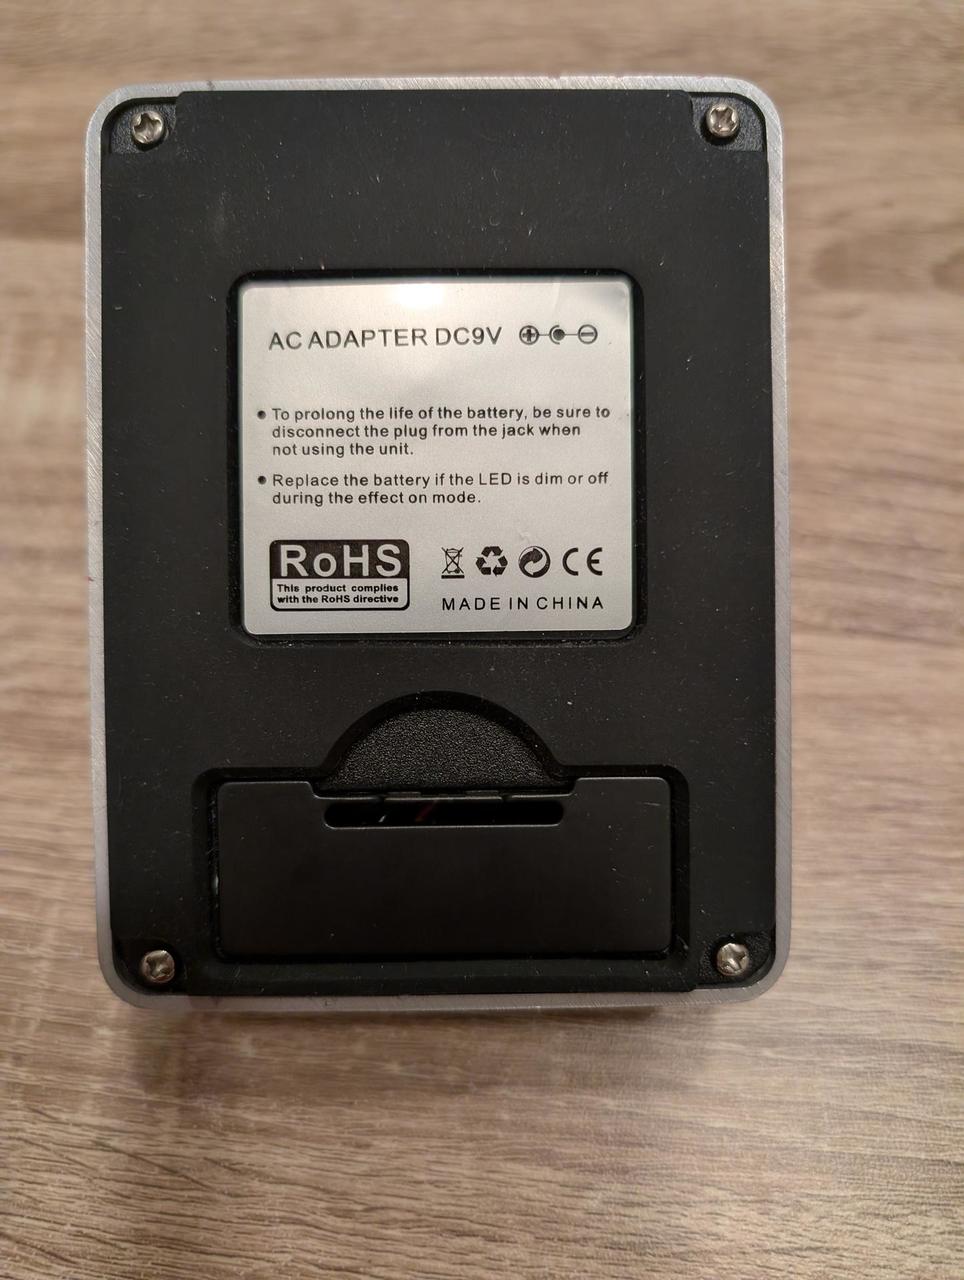 AC ADAPTER DC9V
• To prolong the life of the battery, be sure to
disconnect the plug from the jack when
not using the unit.
• Replace the battery if the LED is dim or off
during the effect on mode.
RoHS
This product complies
with the RoHS directive
CE
MADE IN CHINA